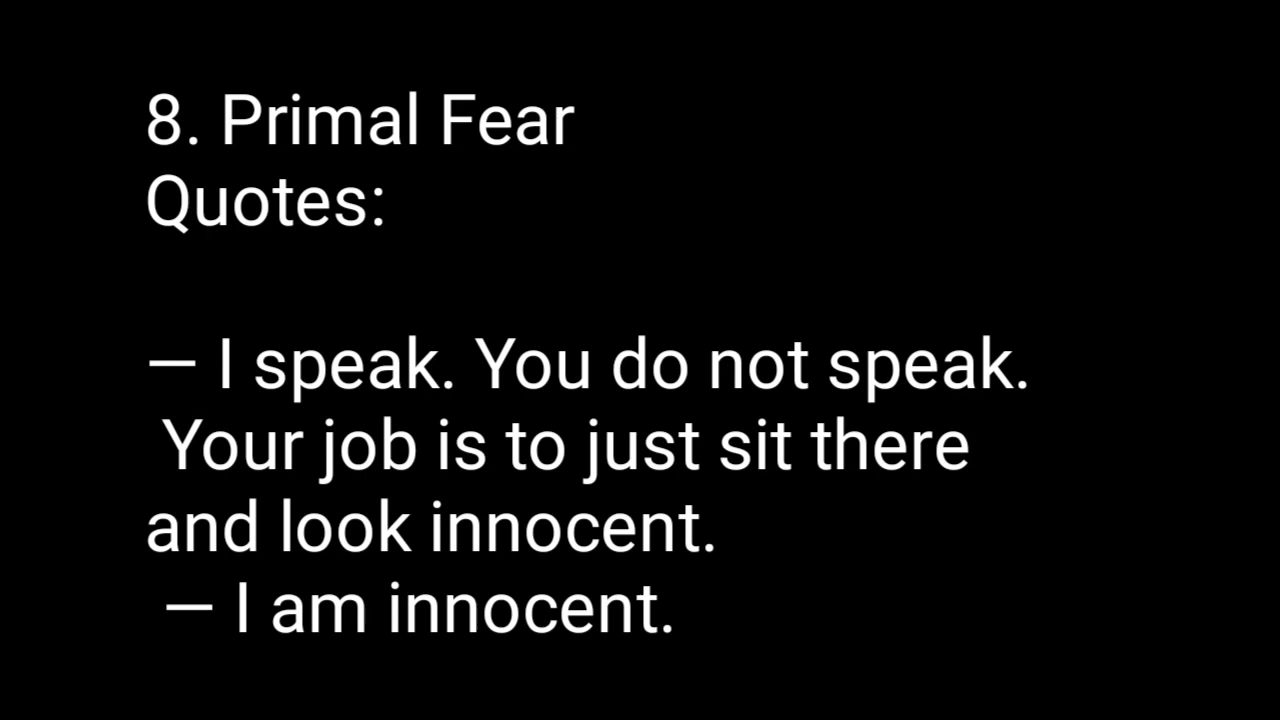 8. Primal Fear
Quotes:
— I speak. You do not speak.
Your job is to just sit there
and look innocent.
— I am innocent.